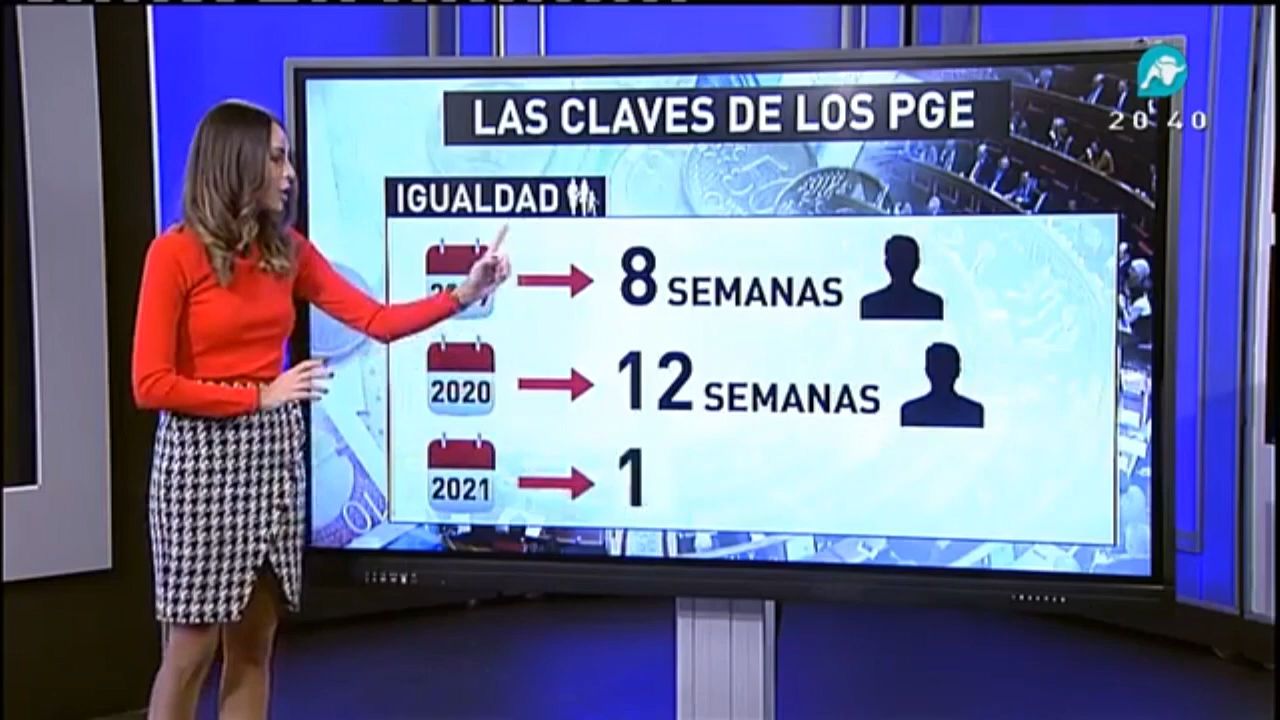 LAS CLAVES DE LOS PGE
20 40
IGUALDAD
8 SEMANAS
2020 12 SEMANAS
2021 1